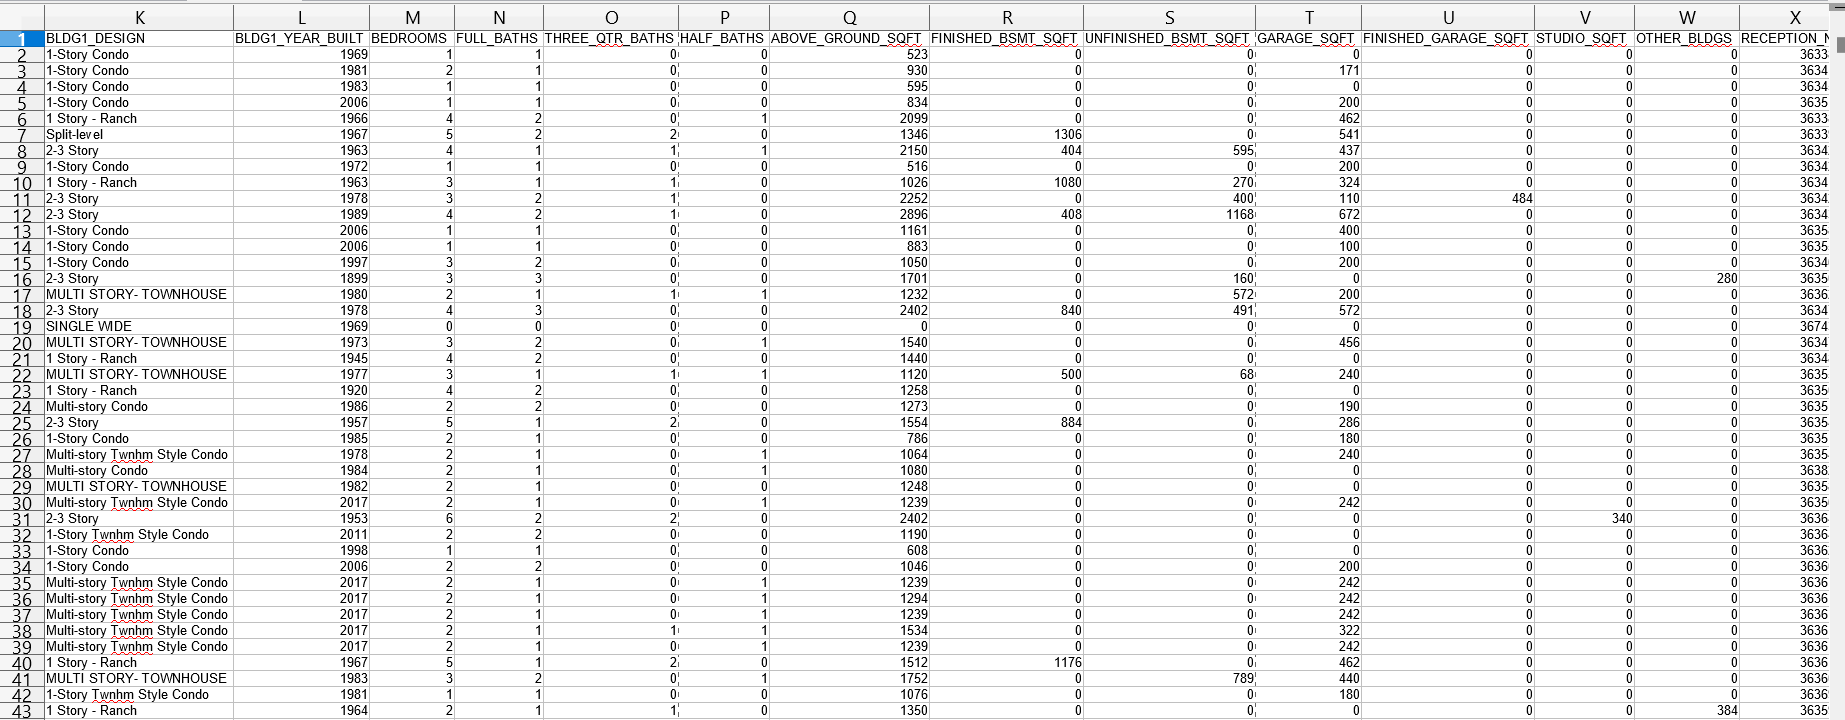 K L M N O P Q R S T U V W X
1 BLDG1_DESIGN BLDG1_YEAR_BUILT BEDROOMS FULL_BATHS THREE_QTR_BATHS HALF_BATHS ABOVE_GROUND_SQFT FINISHED_BSMT_SQFT UNFINISHED_BSMT_SQFT GARAGE_SQFT FINISHED_GARAGE_SQFT STUDIO_SQFT OTHER_BLDGS RECEPTION_N
2 1-Story Condo 1969 1 1 0 0 523 0 0 0 0 0 0 3633
3 1-Story Condo 1981 2 1 0 0 930 0 0 171 0 0 0 3634
4 1-Story Condo 1983 1 1 0 0 595 0 0 0 0 0 0 3634
5 1-Story Condo 2006 1 1 0 0 834 0 0 200 0 0 0 3635
6 1 Story - Ranch 1966 4 2 0 1 2099 0 0 462 0 0 0 3633
7 Split-level 1967 5 2 2 0 1346 1306 0 541 0 0 0 3633
8 2-3 Story 1963 4 1 1 1 2150 404 595 437 0 0 0 3634
9 1-Story Condo 1972 1 1 0 0 516 0 0 200 0 0 0 3634
10 1 Story - Ranch 1963 3 1 1 0 1026 1080 270 324 0 0 0 3634
11 2-3 Story 1978 3 2 1 0 2252 0 400 110 484 0 0 3634
12 2-3 Story 1989 4 2 1 0 2896 408 1168 672 0 0 0 3634
13 1-Story Condo 2006 1 1 0 0 1161 0 0 400 0 0 0 3635
14 1-Story Condo 2006 1 1 0 0 883 0 0 100 0 0 0 3635
15 1-Story Condo 1997 3 2 0 0 1050 0 0 200 0 0 0 3634
16 2-3 Story 1899 3 3 0 0 1701 0 160 0 0 0 280 3635
17 MULTI STORY- TOWNHOUSE 1980 2 1 1 1 1232 0 572 200 0 0 0 3636
18 2-3 Story 1978 4 3 0 0 2402 840 491 572 0 0 0 3634
19 SINGLE WIDE 1969 0 0 0 0 0 0 0 0 0 0 0 3674
20 MULTI STORY- TOWNHOUSE 1973 3 2 0 1 1540 0 0 456 0 0 0 3634
21 1 Story - Ranch 1945 4 2 0 0 1440 0 0 0 0 0 0 3634
22 MULTI STORY- TOWNHOUSE 1977 3 1 1 1 1120 500 68 240 0 0 0 3635
23 1 Story - Ranch 1920 4 2 0 0 1258 0 0 0 0 0 0 3635
24 Multi-story Condo 1986 2 2 0 0 1273 0 0 190 0 0 0 3635
25 2-3 Story 1957 5 1 2 0 1554 884 0 286 0 0 0 3635
26 1-Story Condo 1985 2 1 0 0 786 0 0 180 0 0 0 3635
27 Multi-story Twnhm Style Condo 1978 2 1 0 1 1064 0 0 240 0 0 0 3635
28 Multi-story Condo 1984 2 1 0 1 1080 0 0 0 0 0 0 3638
29 MULTI STORY- TOWNHOUSE 1982 2 1 0 0 1248 0 0 0 0 0 0 3635
30 Multi-story Twnhm Style Condo 2017 2 1 0 1 1239 0 0 242 0 0 0 3635
31 2-3 Story 1953 6 2 2 0 2402 0 0 0 0 340 0 3636
32 1-Story Twnhm Style Condo 2011 2 2 0 0 1190 0 0 0 0 0 0 3636
33 1-Story Condo 1998 1 1 0 0 608 0 0 0 0 0 0 3636
34 1-Story Condo 2006 2 2 0 0 1046 0 0 200 0 0 0 3636
35 Multi-story Twnhm Style Condo 2017 2 1 0 1 1239 0 0 242 0 0 0 3636
36 Multi-story Twnhm Style Condo 2017 2 1 0 1 1294 0 0 242 0 0 0 3636
37 Multi-story Twnhm Style Condo 2017 2 1 0 1 1239 0 0 242 0 0 0 3636
38 Multi-story Twnhm Style Condo 2017 2 1 1 1 1534 0 0 322 0 0 0 3636
39 Multi-story Twnhm Style Condo 2017 2 1 0 1 1239 0 0 242 0 0 0 3636
40 1 Story - Ranch 1967 5 1 2 0 1512 1176 0 462 0 0 0 3636
41 MULTI STORY- TOWNHOUSE 1983 3 2 0 1 1752 0 789 440 0 0 0 3636
42 1-Story Twnhm Style Condo 1981 1 1 0 0 1076 0 0 180 0 0 0 3636
43 1 Story - Ranch 1964 2 1 1 0 1350 0 0 0 0 0 384 3635